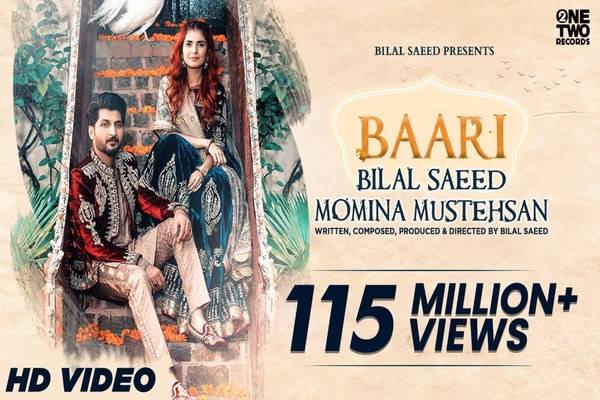 ONE
TWO
RECORDS
BILAL SAEED PRESENTS
BAARI
BILAL SAEED
MOMINA MUSTEHSAN
WRITTEN, COMPOSED, PRODUCED & DIRECTED BY BILAL SAEED
115 MILLION+
VIEWS
HD VIDEO